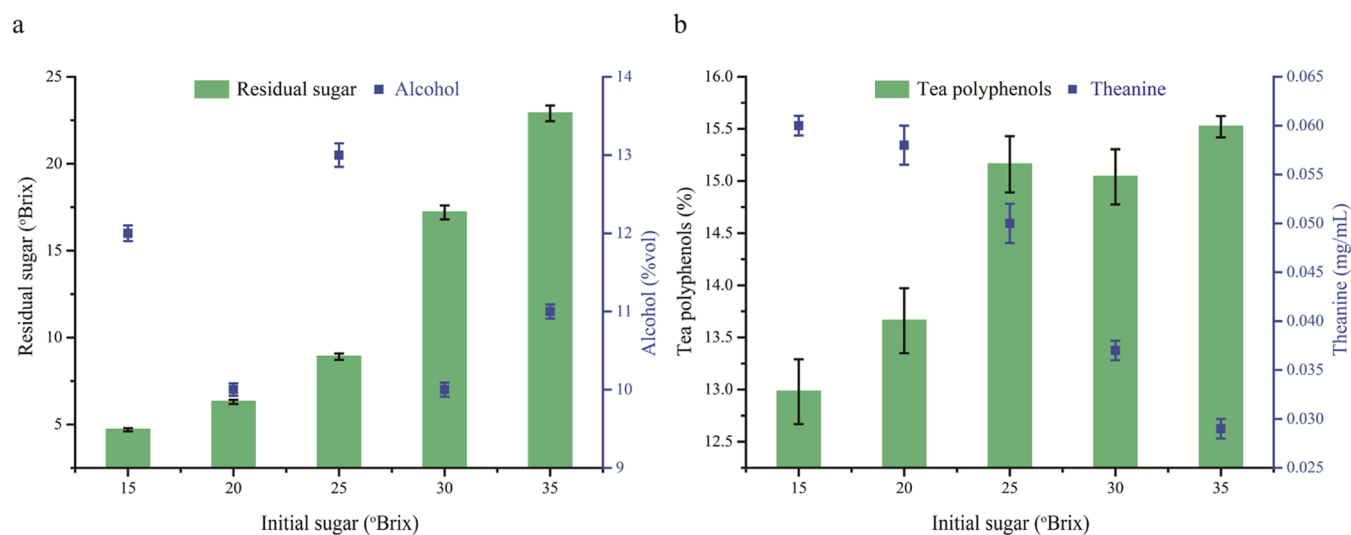 a
Residual sugar
Alcohol
Residual sugar (°Brix)
25
20
15
10
5
14
13
12
11
10
9
Alcohol (%vol)
15 20 25 30 35
Initial sugar (°Brix)
b
Tea polyphenols
Theanine
Tea polyphenols (%)
16.0
15.5
15.0
14.5
14.0
13.5
13.0
12.5
0.065
0.060
0.055
0.050
0.045
0.040
0.035
0.030
0.025
Theanine (mg/mL)
15 20 25 30 35
Initial sugar (°Brix)